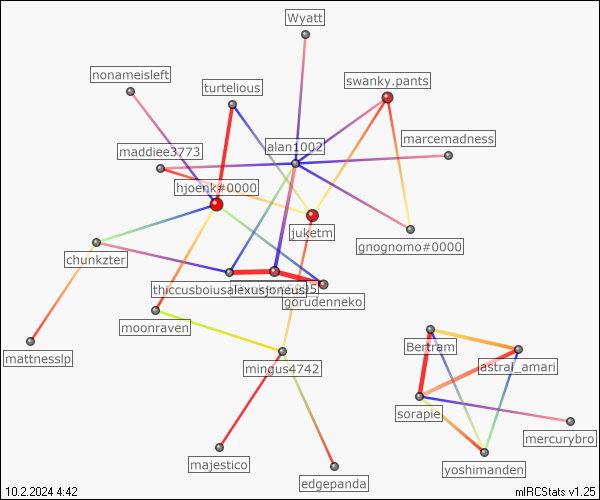 Wyatt
nonameisleft
swanky.pants
turtelious
marcemadness
alan1002
maddiee3773
hjoenk#0000
juketm
gnognomo#0000
chunkzter
gorudenneko
moonraven
Bertram
mattnesslp
mingus4742
astral_amari
sorapie
mercurybro
majestico
yoshimanden
edgepanda
10.2.2024 4:42
mIRCStats v1.25